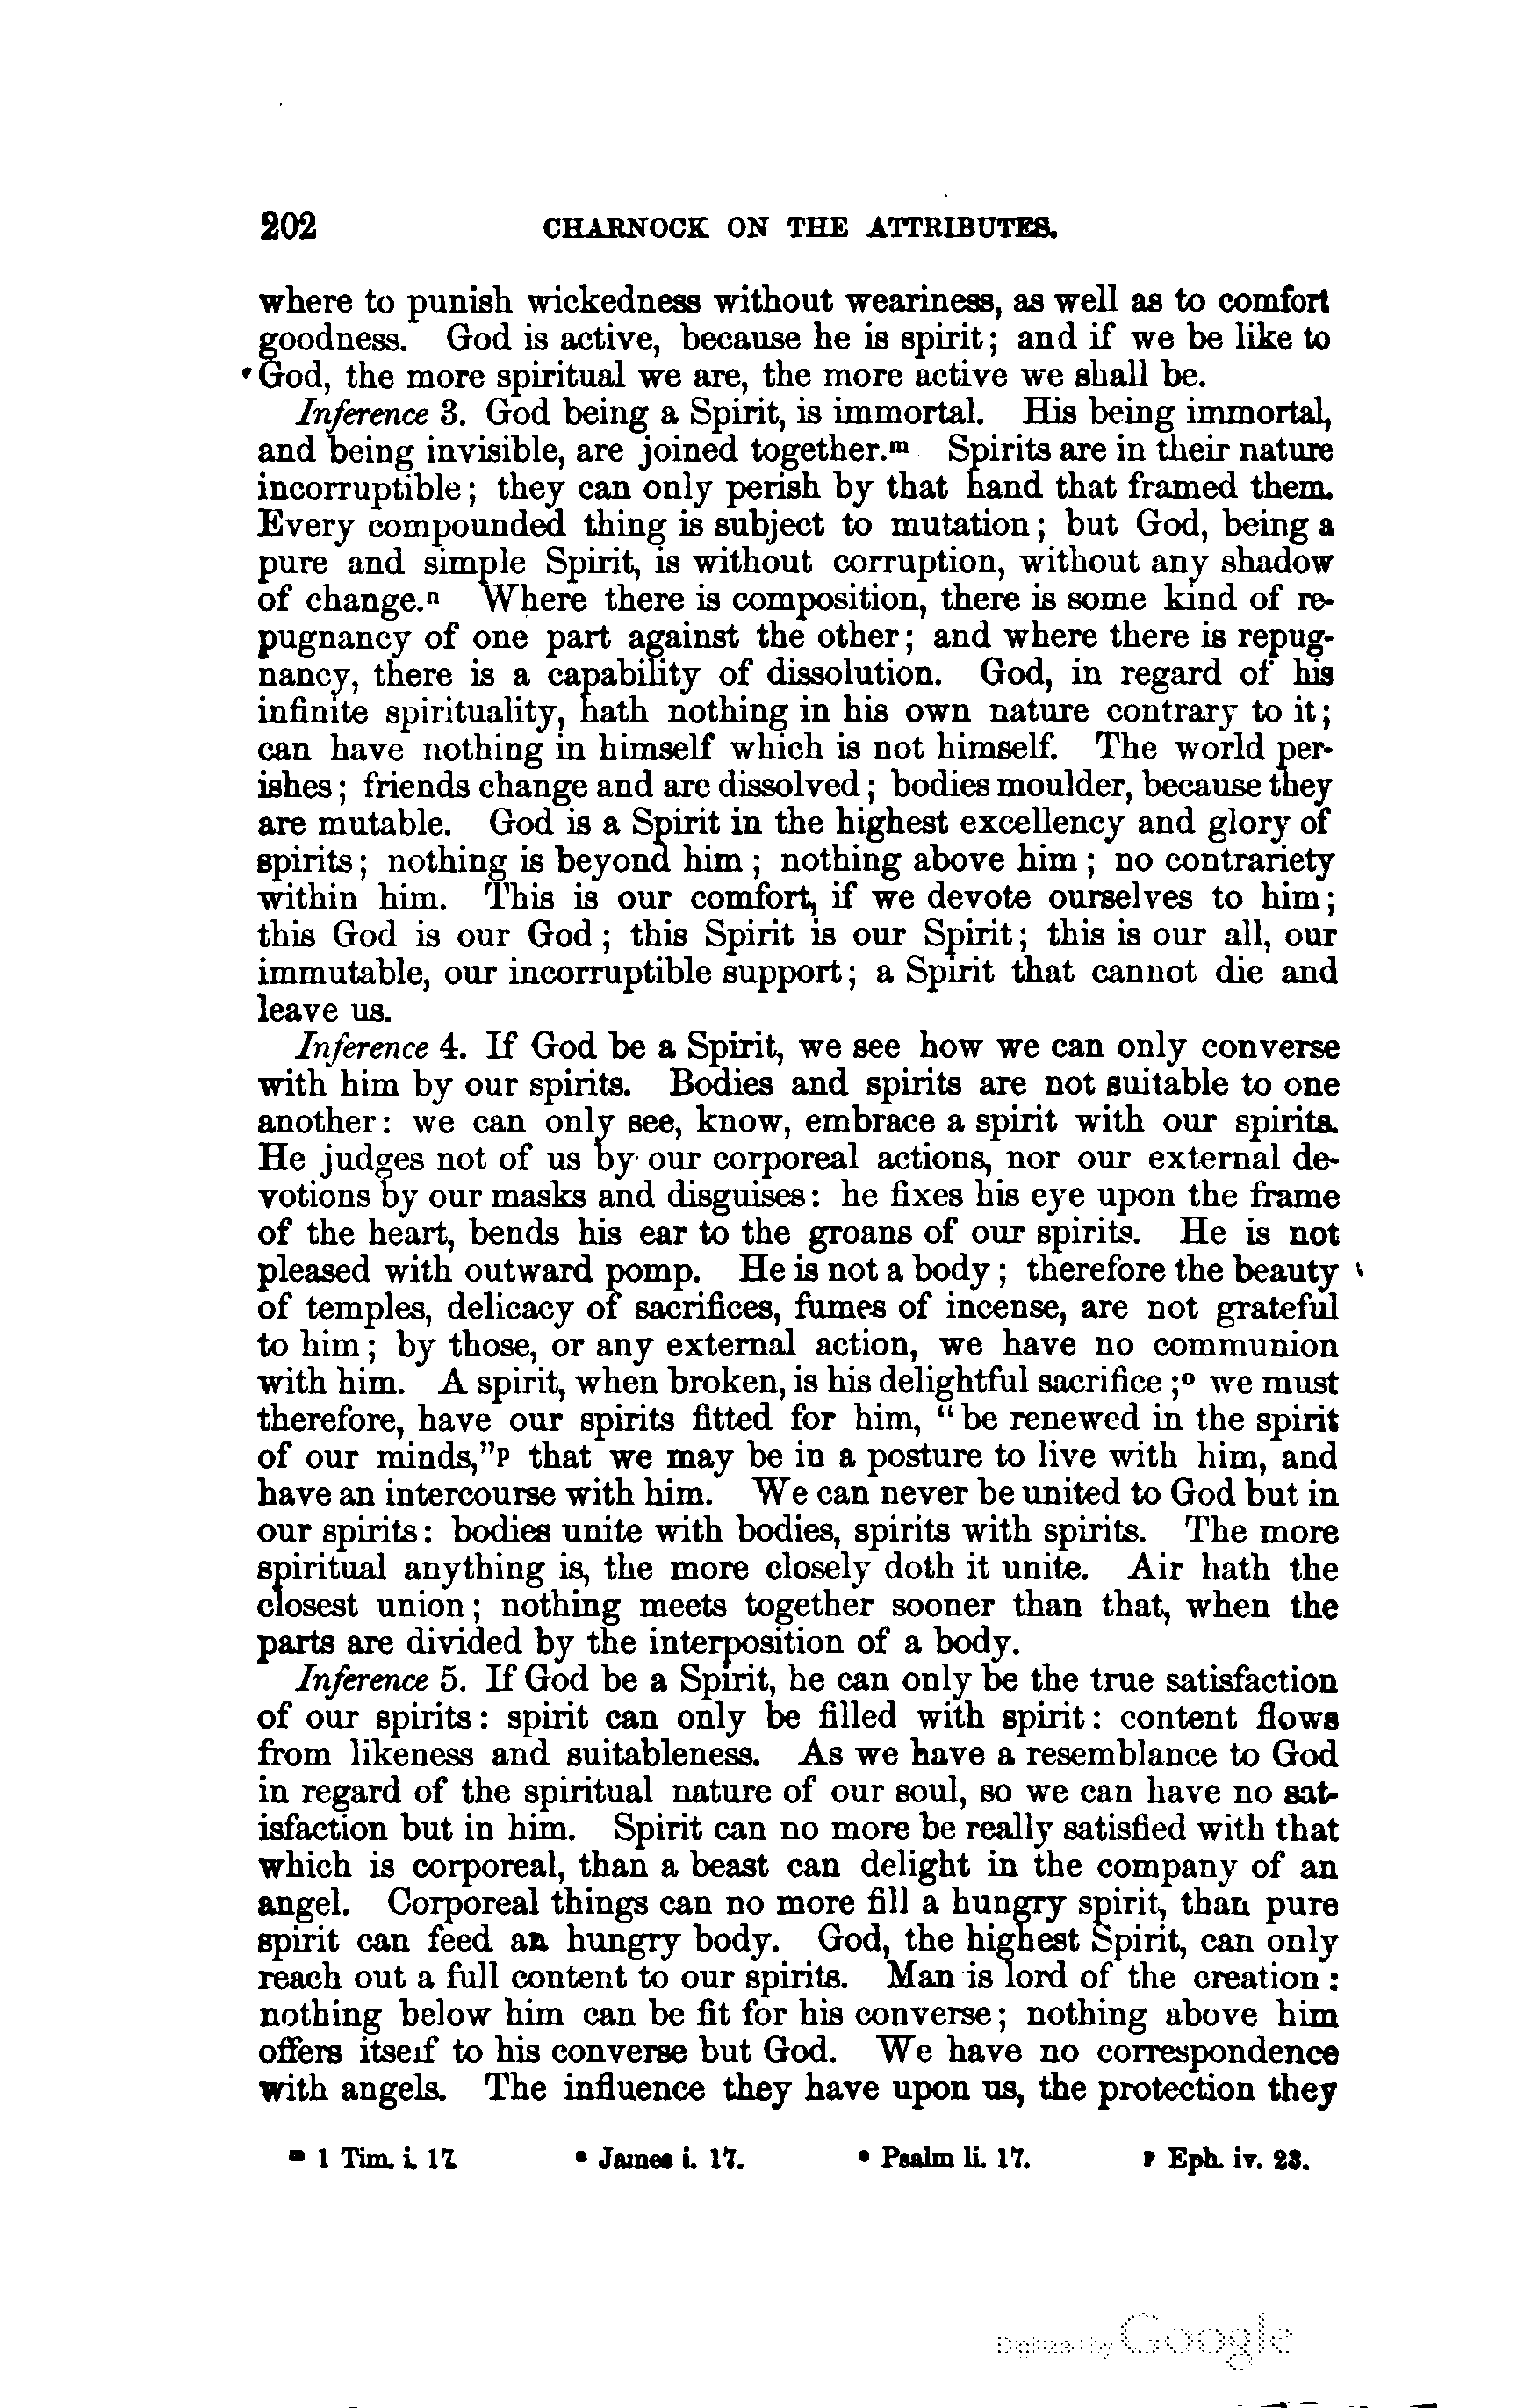 202 CHARNOCK ON THE ATTRIBUTES.
where to punish wickedness without weariness, as well as to comfort
goodness. God is active, because he is spirit; and if we be like to
God, the more spiritual we are, the more active we shall be.
Inference 3. God being a Spirit, is immortal. His being immortal,
and being invisible, are joined together.ᵐ Spirits are in their nature
incorruptible; they can only perish by that hand that framed them.
Every compounded thing is subject to mutation; but God, being a
pure and simple Spirit, is without corruption, without any shadow
of change.ⁿ Where there is composition, there is some kind of re-
pugnancy of one part against the other; and where there is repug-
nancy, there is a capability of dissolution. God, in regard of his
infinite spirituality, hath nothing in his own nature contrary to it;
can have nothing in himself which is not himself. The world per-
ishes; friends change and are dissolved; bodies moulder, because they
are mutable. God is a Spirit in the highest excellency and glory of
spirits; nothing is beyond him; nothing above him; no contrariety
within him. This is our comfort, if we devote ourselves to him;
this God is our God; this Spirit is our Spirit; this is our all, our
immutable, our incorruptible support; a Spirit that cannot die and
leave us.
Inference 4. If God be a Spirit, we see how we can only converse
with him by our spirits. Bodies and spirits are not suitable to one
another: we can only see, know, embrace a spirit with our spirits.
He judges not of us by our corporeal actions, nor our external de-
votions by our masks and disguises: he fixes his eye upon the frame
of the heart, bends his ear to the groans of our spirits. He is not
pleased with outward pomp. He is not a body; therefore the beauty
of temples, delicacy of sacrifices, fumes of incense, are not grateful
to him; by those, or any external action, we have no communion
with him. A spirit, when broken, is his delightful sacrifice;ᵒ we must
therefore, have our spirits fitted for him, "be renewed in the spirit
of our minds,"ᵖ that we may be in a posture to live with him, and
have an intercourse with him. We can never be united to God but in
our spirits: bodies unite with bodies, spirits with spirits. The more
spiritual anything is, the more closely doth it unite. Air hath the
closest union; nothing meets together sooner than that, when the
parts are divided by the interposition of a body.
Inference 5. If God be a Spirit, he can only be the true satisfaction
of our spirits: spirit can only be filled with spirit: content flows
from likeness and suitableness. As we have a resemblance to God
in regard of the spiritual nature of our soul, so we can have no sat-
isfaction but in him. Spirit can no more be really satisfied with that
which is corporeal, than a beast can delight in the company of an
angel. Corporeal things can no more fill a hungry spirit, than pure
spirit can feed an hungry body. God, the highest Spirit, can only
reach out a full content to our spirits. Man is lord of the creation:
nothing below him can be fit for his converse; nothing above him
offers itself to his converse but God. We have no correspondence
with angels. The influence they have upon us, the protection they
ᵐ 1 Tim. i. 17. ⁿ James i. 17. ᵒ Psalm li. 17. ᵖ Eph. iv. 23.
Digitized by Google